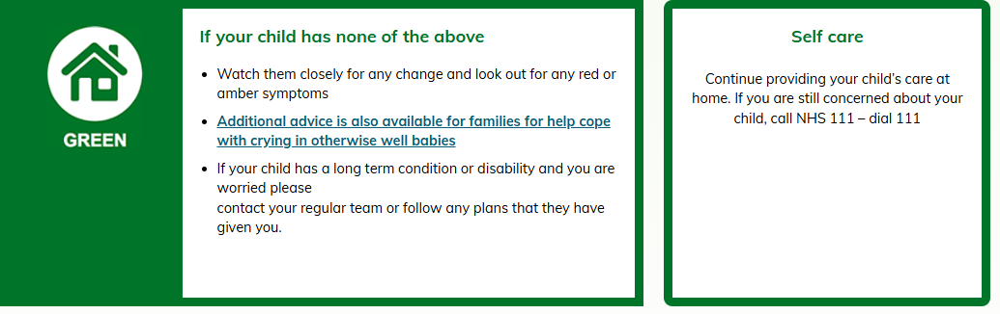 GREEN
If your child has none of the above
Watch them closely for any change and look out for any red or
amber symptoms
Additional advice is also available for families for help cope
with crying in otherwise well babies
If your child has a long term condition or disability and you are
worried please
contact your regular team or follow any plans that they have
given you.
Self care
Continue providing your child's care at
home. If you are still concerned about your
child, call NHS 111 – dial 111